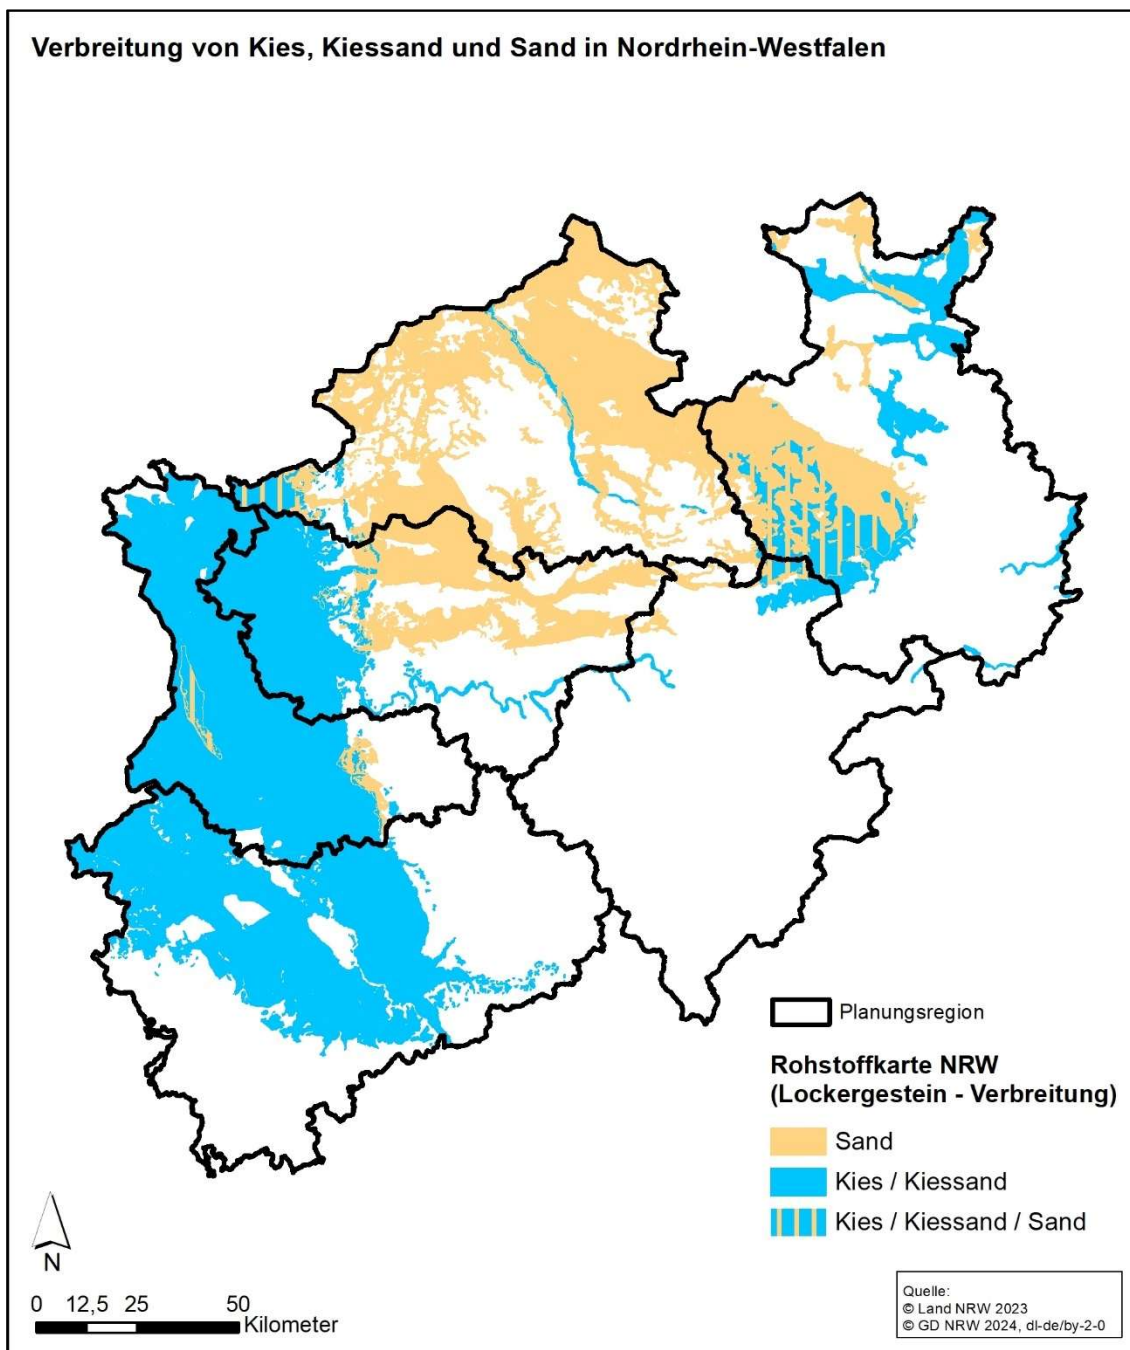 Verbreitung von Kies, Kiessand und Sand in Nordrhein-Westfalen
Planungsregion
Rohstoffkarte NRW
(Lockergestein - Verbreitung)
Sand
Kies / Kiessand
Kies / Kiessand / Sand
N
0 12,5 25 50
Kilometer
Quelle:
© Land NRW 2023
© GD NRW 2024, dl-de/by-2-0